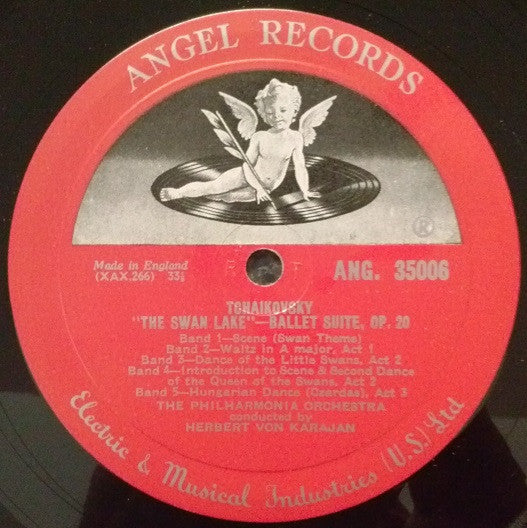 ANGEL RECORDS
®
Made in England
(XAX.266) 33⅓
ANG. 35006
TCHAIKOVSKY
"THE SWAN LAKE"—BALLET SUITE, OP. 20
Band 1—Scene (Swan Theme)
Band 2—Waltz in A major, Act 1
Band 3—Dance of the Little Swans, Act 2
Band 4—Introduction to Scene & Second Dance
of the Queen of the Swans, Act 2
Band 5—Hungarian Dance (Czardas), Act 3
THE PHILHARMONIA ORCHESTRA
conducted by
HERBERT VON KARAJAN
Electric & Musical Industries (U.S.) Ltd